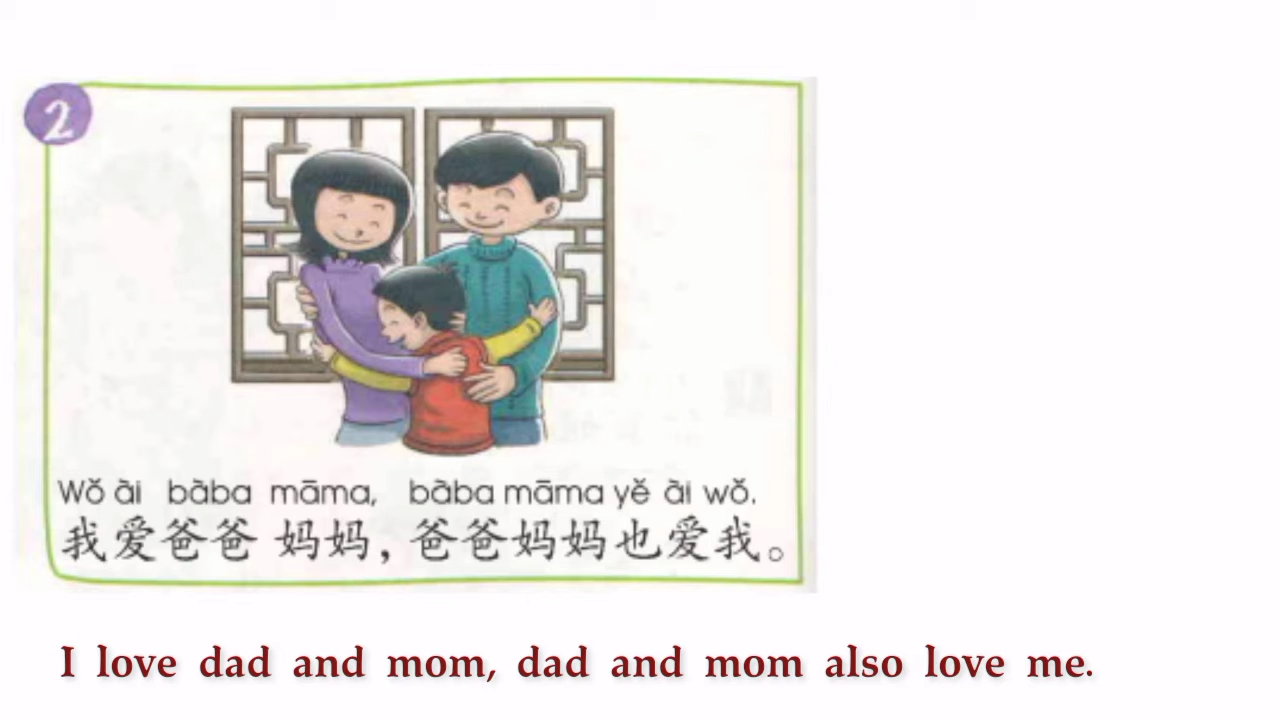 2
Wǒ ài bàba māma, bàba māma yě ài wǒ.
我爱爸爸 妈妈，爸爸妈妈也爱我。
I love dad and mom, dad and mom also love me.